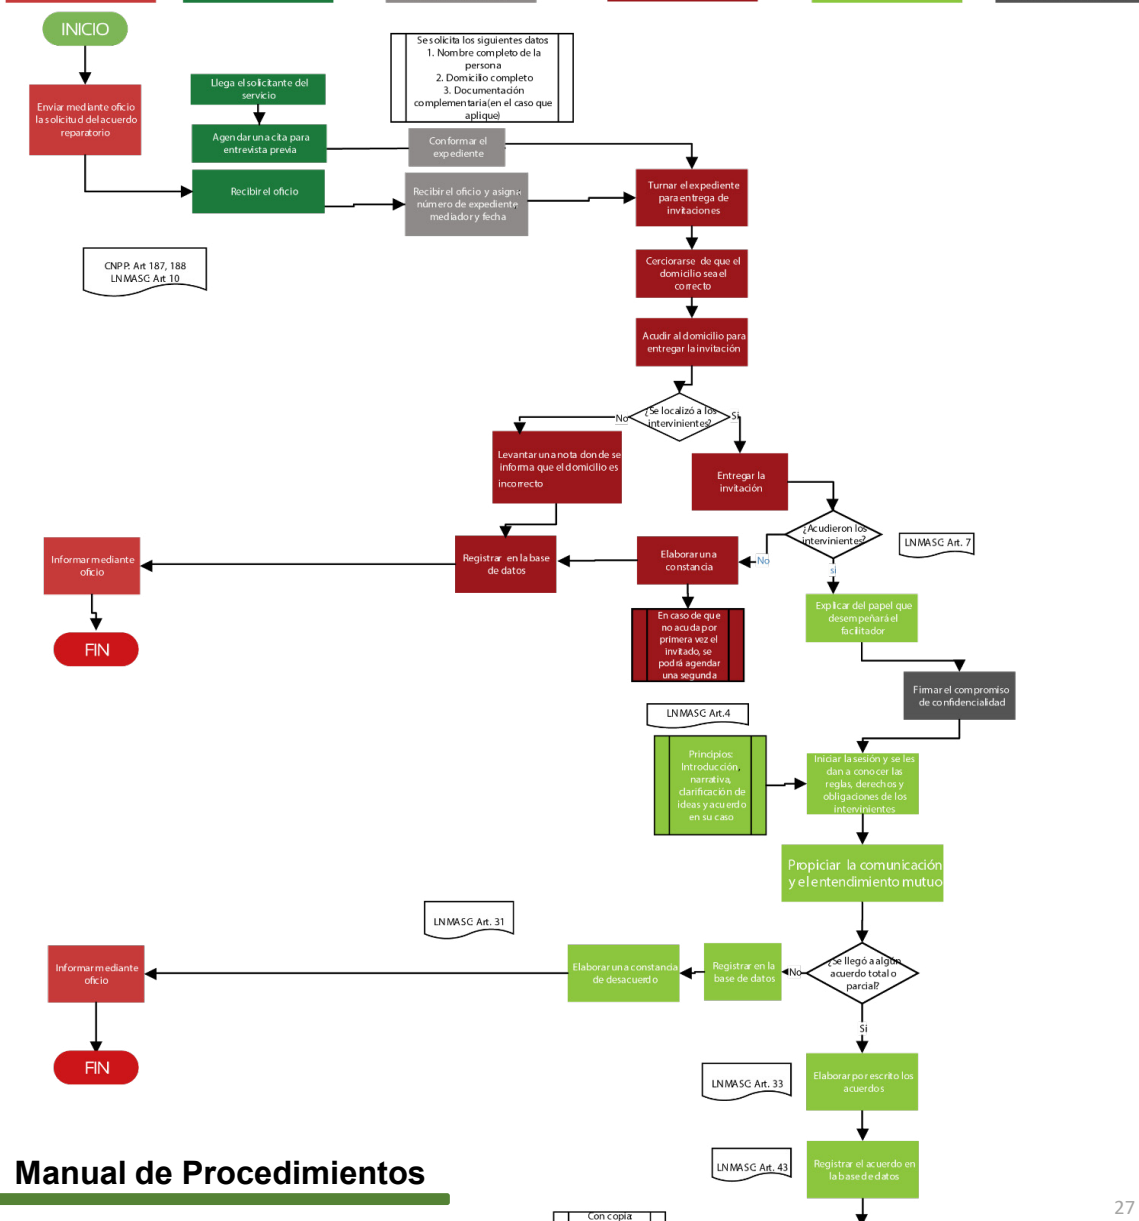 INICIO
Se solicita los siguientes datos:
1. Nombre completo de la
persona
2. Domicilio completo
3. Documentación
complementaria(en el caso que
aplique)
Llega el solicitante del
servicio
Enviar mediante oficio
la solicitud del acuerdo
reparatorio
Agendar una cita para
entrevista previa
Conformar el
expediente
Recibir el oficio
Recibir el oficio y asigna
número de expediente
mediador y fecha
Turnar el expediente
para entrega de
invitaciones
CNPP: Art 187, 188
LNMASC: Art 10
Cerciorarse de que el
domicilio sea el
correcto
Acudir al domicilio para
entregar la invitación
¿Se localizó a los
intervinientes?
No
Si
Levantar una nota donde se
informa que el domicilio es
incorrecto
Entregar la
invitación
¿Acudieron los
intervinientes?
LNMASC: Art. 7
No
si
Informar mediante
oficio
Registrar en la base
de datos
Elaborar una
constancia
FIN
En caso de que
no acuda por
primera vez el
invitado, se
podrá agendar
una segunda
Explicar del papel que
desempeñará el
facilitador
Firmar el compromiso
de confidencialidad
LNMASC: Art.4
Principios:
Introducción,
narrativa,
clarificación de
ideas y acuerdo
en su caso
Iniciar la sesión y se les
dan a conocer las
reglas, derechos y
obligaciones de los
intervinientes
Propiciar la comunicación
y el entendimiento mutuo
LNMASC: Art. 31
Informar mediante
oficio
Elaborar una constancia
de desacuerdo
Registrar en la
base de datos
No
¿Se llegó a algún
acuerdo total o
parcial?
Si
FIN
LNMASC: Art. 33
Elaborar por escrito los
acuerdos
LNMASC: Art. 43
Registrar el acuerdo en
la base de datos
Manual de Procedimientos
Con copia:
27